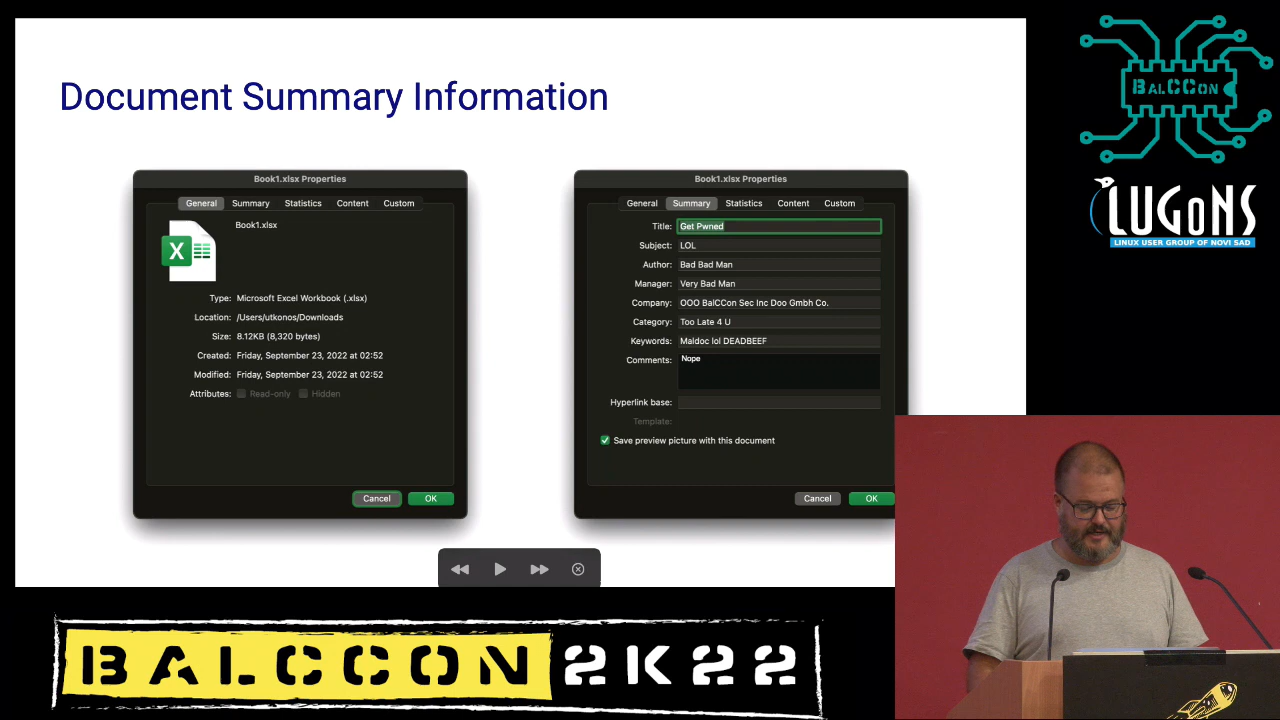 Document Summary Information
Book1.xlsx Properties
General Summary Statistics Content Custom
Book1.xlsx
X
Type: Microsoft Excel Workbook (.xlsx)
Location: /Users/utkonos/Downloads
Size: 8.12KB (8,320 bytes)
Created: Friday, September 23, 2022 at 02:52
Modified: Friday, September 23, 2022 at 02:52
Attributes: Read-only Hidden
Cancel OK
Book1.xlsx Properties
General Summary Statistics Content Custom
Title: Get Pwned
Subject: LOL
Author: Bad Bad Man
Manager: Very Bad Man
Company: OOO BalCCon Sec Inc Doo Gmbh Co.
Category: Too Late 4 U
Keywords: Maldoc lol DEADBEEF
Comments: Nope
Hyperlink base:
Template:
Save preview picture with this document
Cancel OK
BALCCON
LUGONS
LINUX USER GROUP OF NOVI SAD
BALCCON 2K22